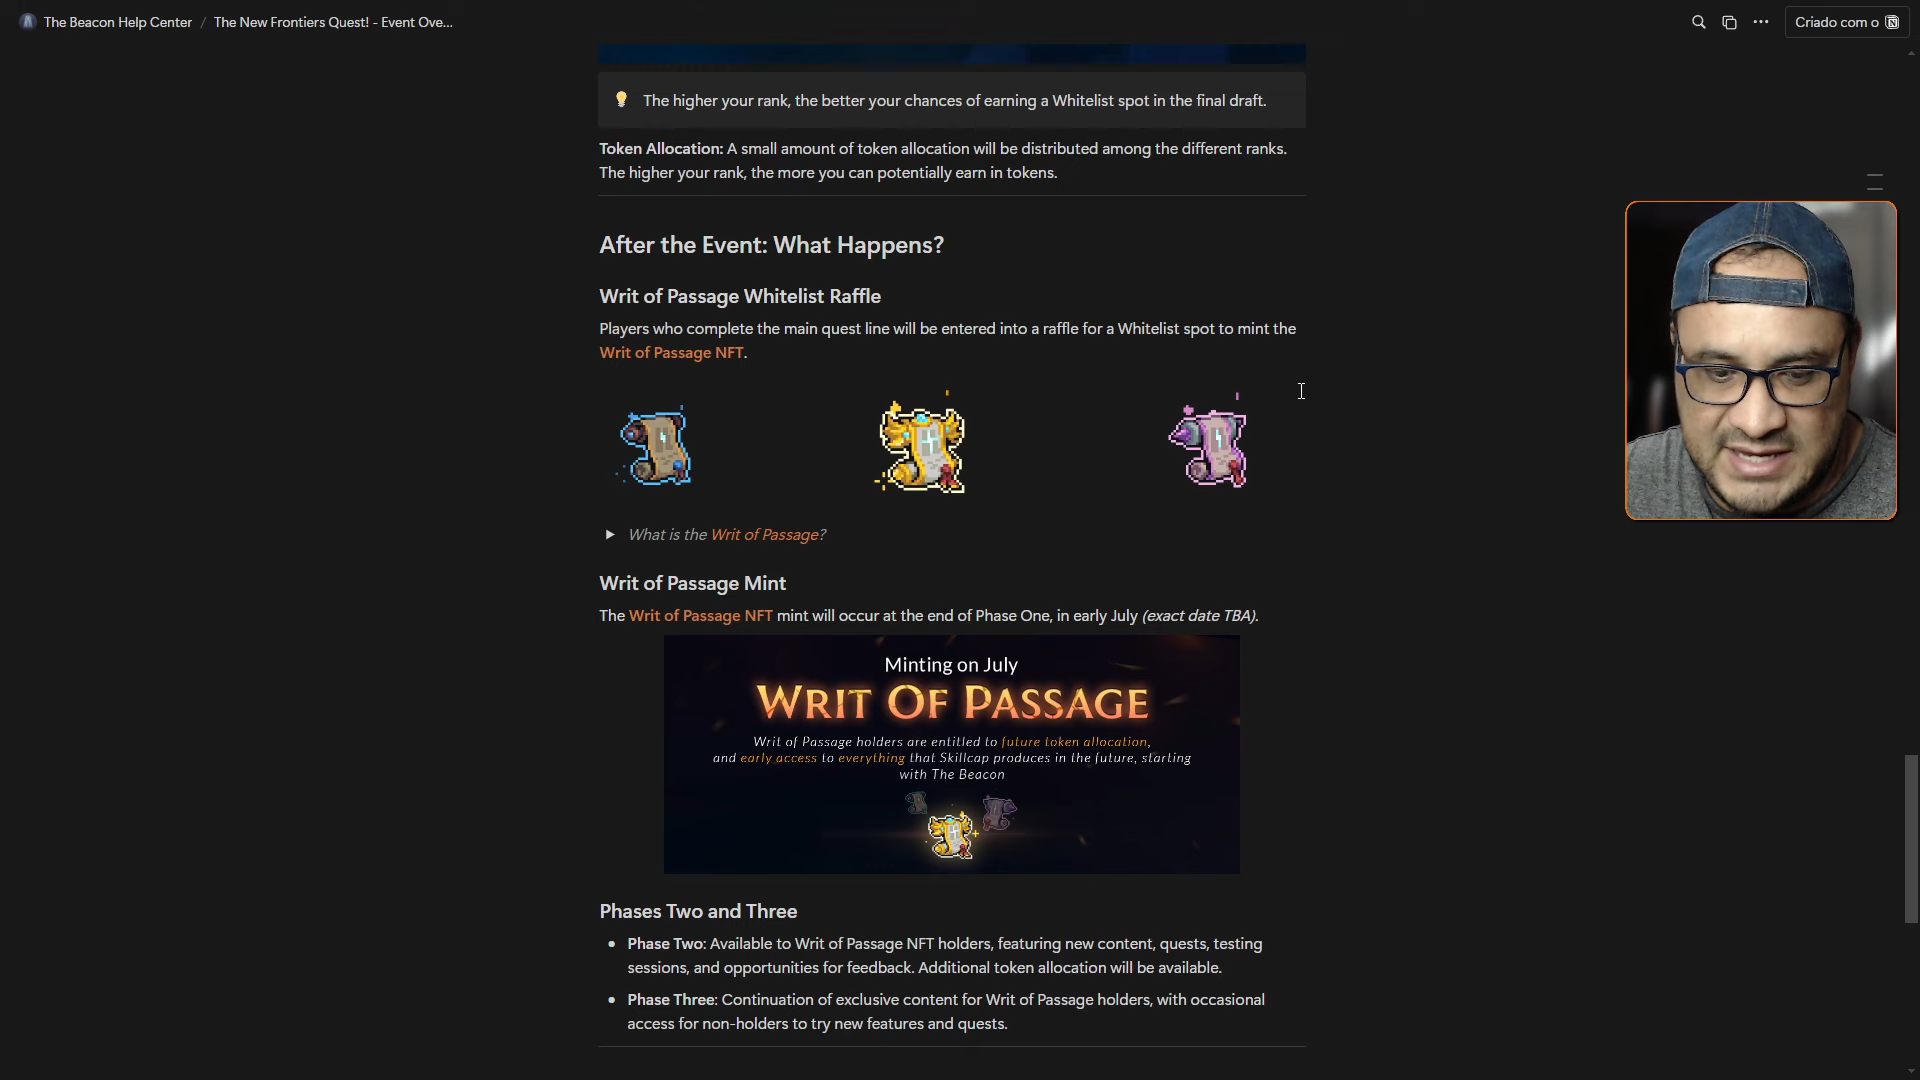 The Beacon Help Center / The New Frontiers Quest! - Event Ove...
Criado com o
The higher your rank, the better your chances of earning a Whitelist spot in the final draft.
Token Allocation: A small amount of token allocation will be distributed among the different ranks.
The higher your rank, the more you can potentially earn in tokens.
After the Event: What Happens?
Writ of Passage Whitelist Raffle
Players who complete the main quest line will be entered into a raffle for a Whitelist spot to mint the
Writ of Passage NFT.
What is the Writ of Passage?
Writ of Passage Mint
The Writ of Passage NFT mint will occur at the end of Phase One, in early July (exact date TBA).
Minting on July
WRIT OF PASSAGE
Writ of Passage holders are entitled to future token allocation,
and early access to everything that Skillcap produces in the future, starting
with The Beacon
Phases Two and Three
• Phase Two: Available to Writ of Passage NFT holders, featuring new content, quests, testing
sessions, and opportunities for feedback. Additional token allocation will be available.
• Phase Three: Continuation of exclusive content for Writ of Passage holders, with occasional
access for non-holders to try new features and quests.